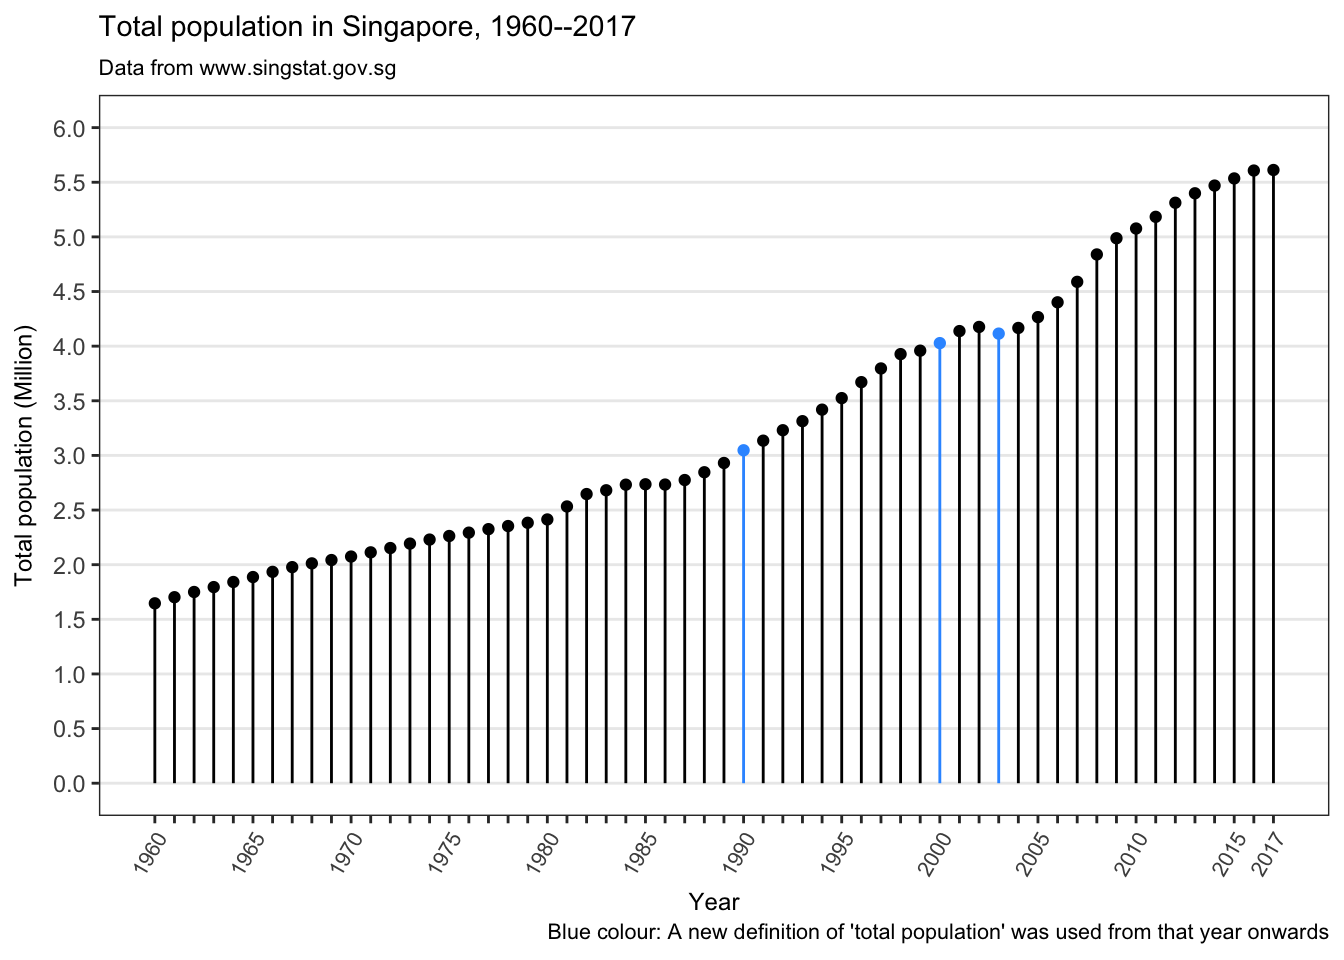 Total population in Singapore, 1960--2017
Data from www.singstat.gov.sg
Total population (Million)
6.0
5.5
5.0
4.5
4.0
3.5
3.0
2.5
2.0
1.5
1.0
0.5
0.0
1960 1965 1970 1975 1980 1985 1990 1995 2000 2005 2010 2015 2017
Year
Blue colour: A new definition of 'total population' was used from that year onwards